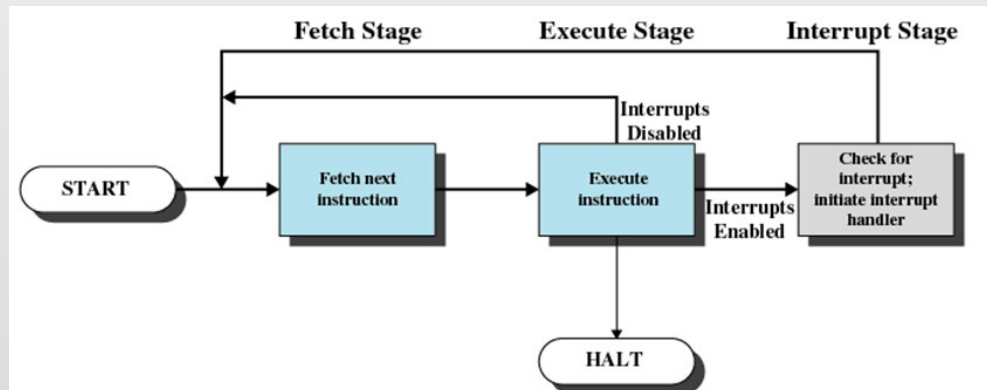 Fetch Stage
Execute Stage
Interrupt Stage
Interrupts
Disabled
START
Fetch next
instruction
Execute
instruction
Interrupts
Enabled
Check for
interrupt;
initiate interrupt
handler
HALT